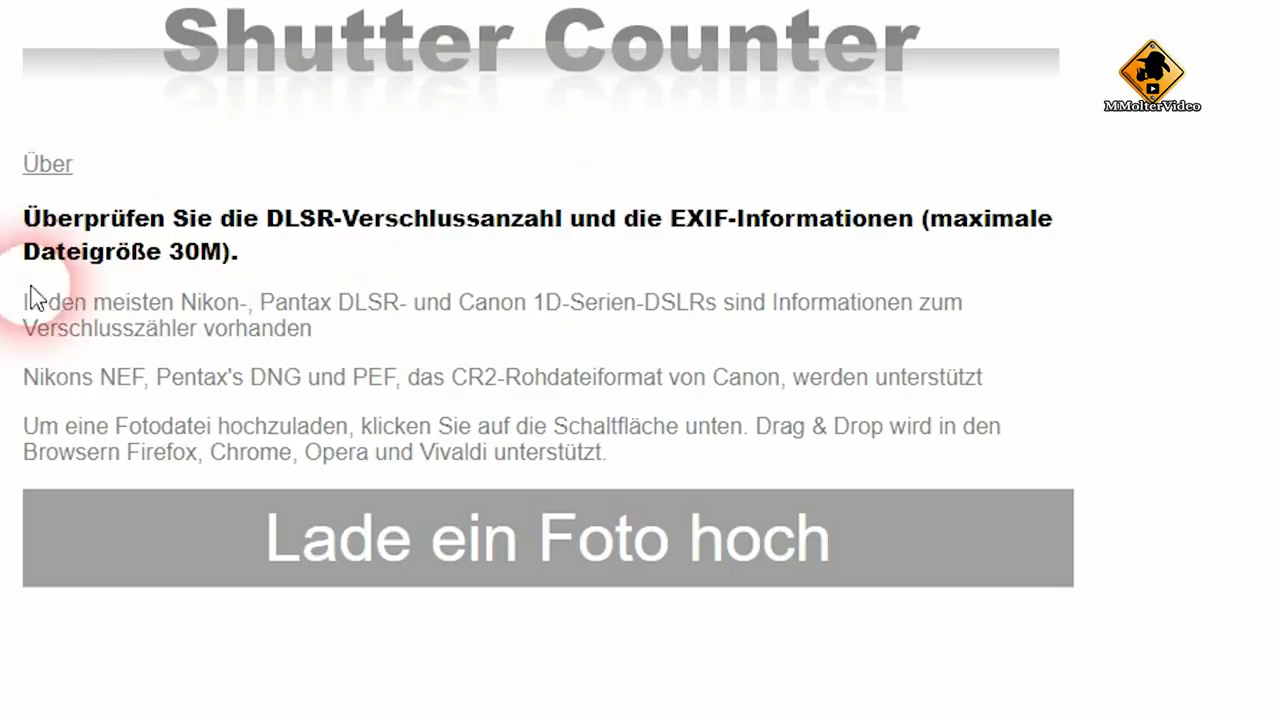 Shutter Counter
MMolterVideo
Über
Überprüfen Sie die DLSR-Verschlussanzahl und die EXIF-Informationen (maximale
Dateigröße 30M).
den meisten Nikon-, Pantax DLSR- und Canon 1D-Serien-DSLRs sind Informationen zum
Verschlusszähler vorhanden
Nikons NEF, Pentax's DNG und PEF, das CR2-Rohdateiformat von Canon, werden unterstützt
Um eine Fotodatei hochzuladen, klicken Sie auf die Schaltfläche unten. Drag & Drop wird in den
Browsern Firefox, Chrome, Opera und Vivaldi unterstützt.
Lade ein Foto hoch